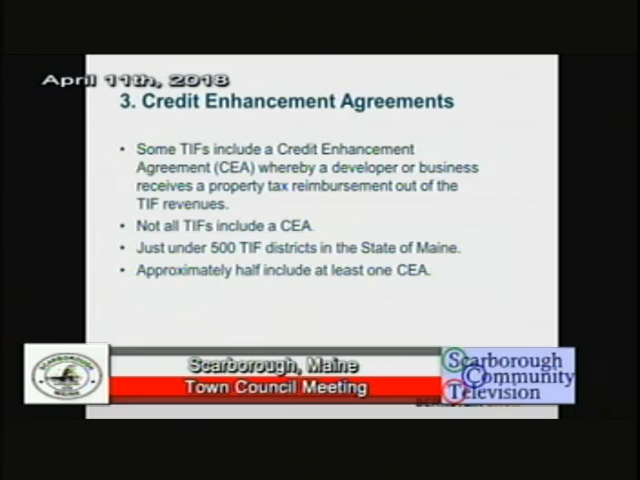 April 11th, 2018
3. Credit Enhancement Agreements
• Some TIFs include a Credit Enhancement
Agreement (CEA) whereby a developer or business
receives a property tax reimbursement out of the
TIF revenues.
• Not all TIFs include a CEA.
• Just under 500 TIF districts in the State of Maine.
• Approximately half include at least one CEA.
SCARBOROUGH
MAINE
Scarborough, Maine
Town Council Meeting
Scarborough
Community
Television